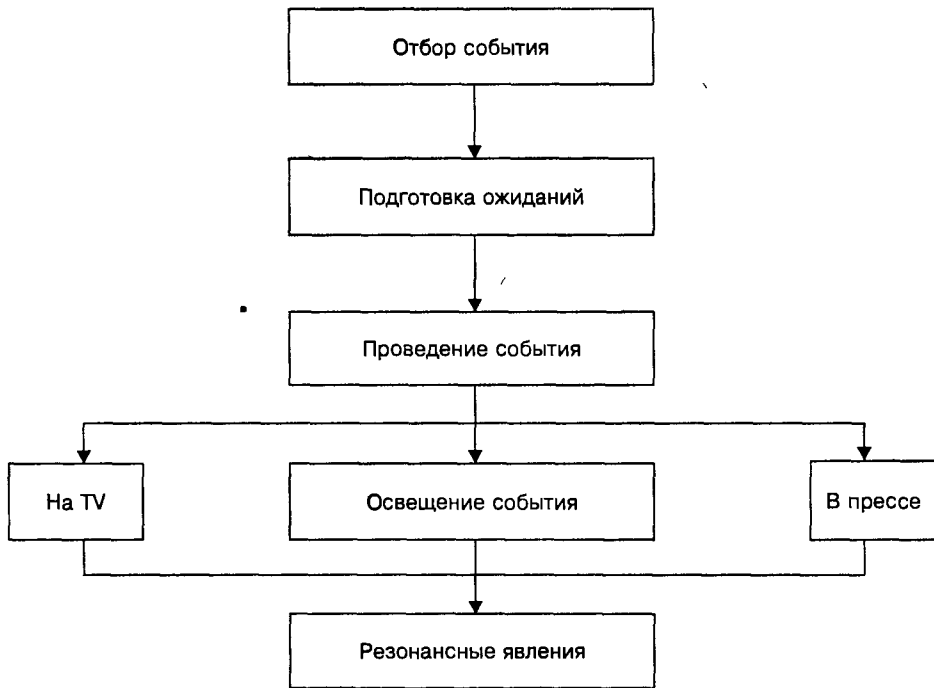 Отбор события
Подготовка ожиданий
Проведение события
На TV
Освещение события
В прессе
Резонансные явления